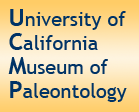 University of
California
Museum of
Paleontology